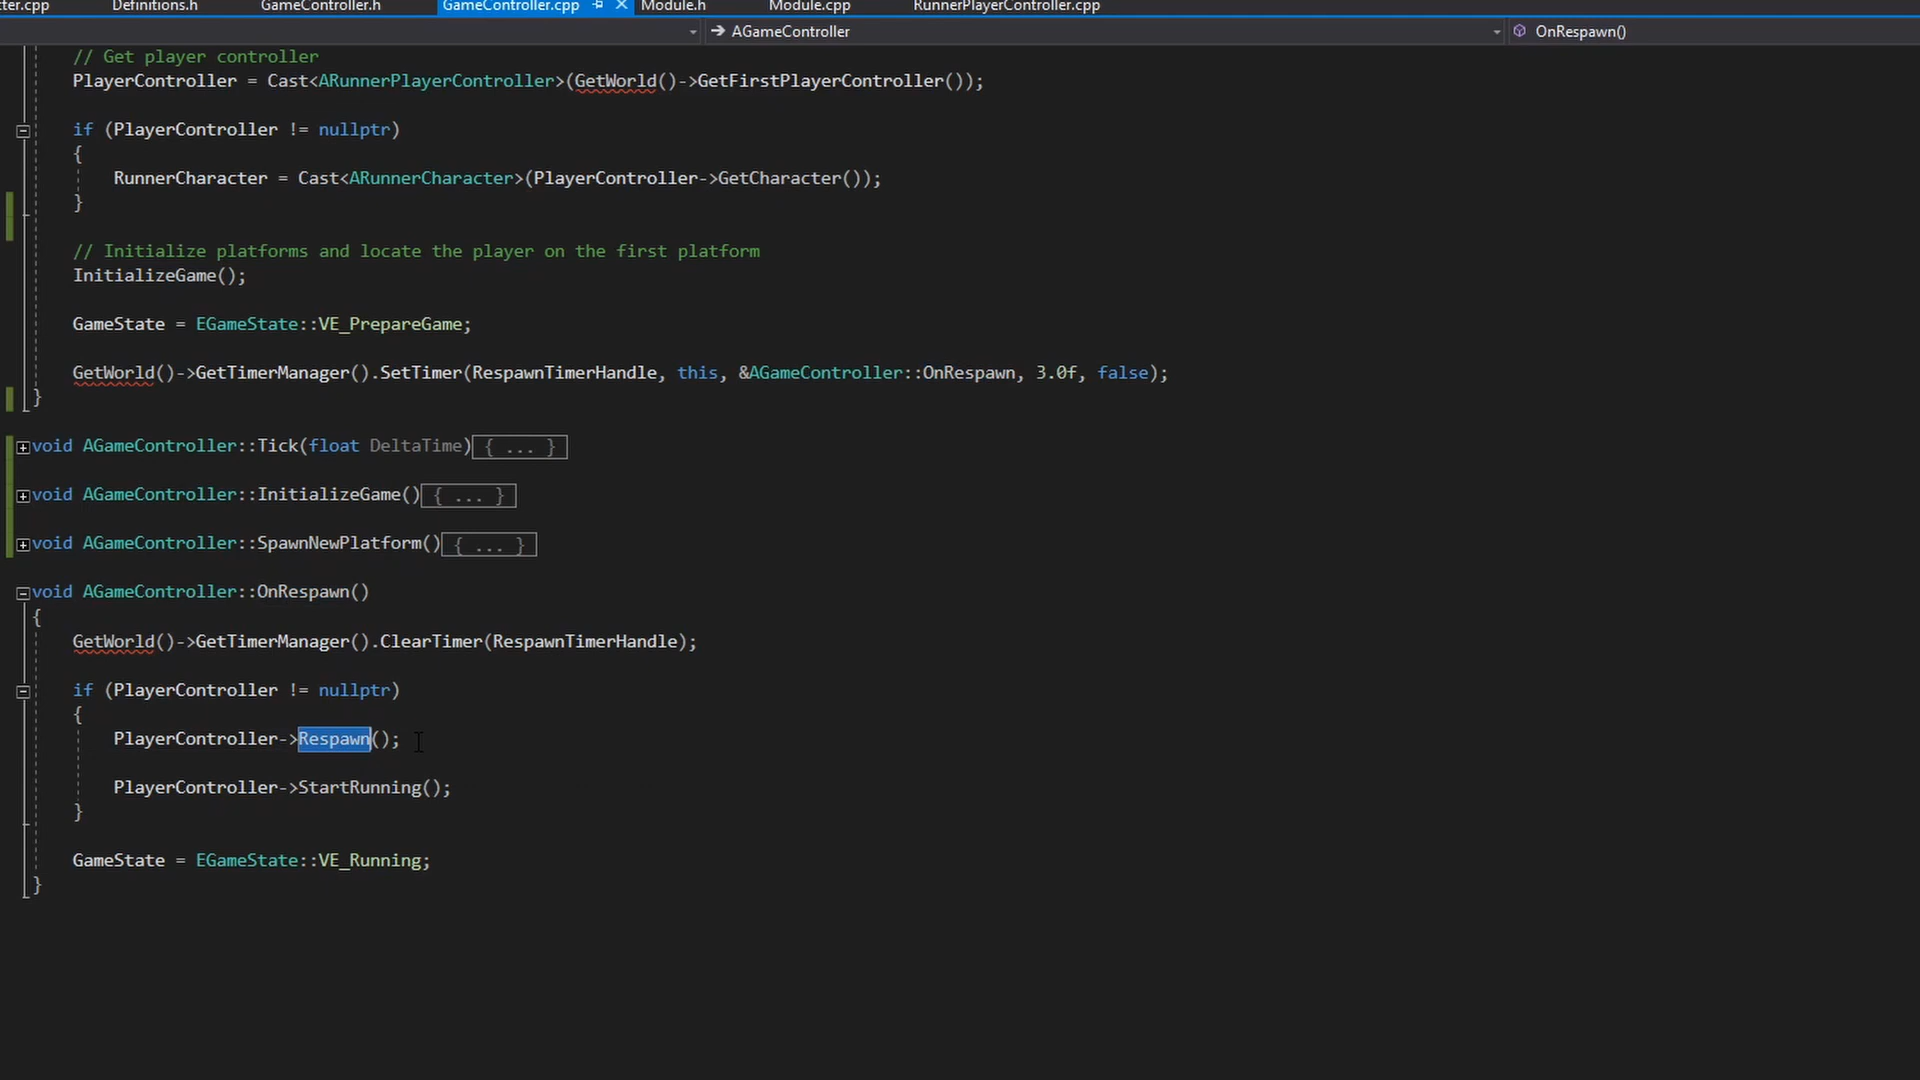 ter.cpp Definitions.h GameController.h GameController.cpp Module.h Module.cpp RunnerPlayerController.cpp
AGameController OnRespawn()
// Get player controller
PlayerController = Cast<ARunnerPlayerController>(GetWorld()->GetFirstPlayerController());
if (PlayerController != nullptr)
{
RunnerCharacter = Cast<ARunnerCharacter>(PlayerController->GetCharacter());
}
// Initialize platforms and locate the player on the first platform
InitializeGame();
GameState = EGameState::VE_PrepareGame;
GetWorld()->GetTimerManager().SetTimer(RespawnTimerHandle, this, &AGameController::OnRespawn, 3.0f, false);
}
void AGameController::Tick(float DeltaTime){ ... }
void AGameController::InitializeGame(){ ... }
void AGameController::SpawnNewPlatform(){ ... }
void AGameController::OnRespawn()
{
GetWorld()->GetTimerManager().ClearTimer(RespawnTimerHandle);
if (PlayerController != nullptr)
{
PlayerController->Respawn();
PlayerController->StartRunning();
}
GameState = EGameState::VE_Running;
}